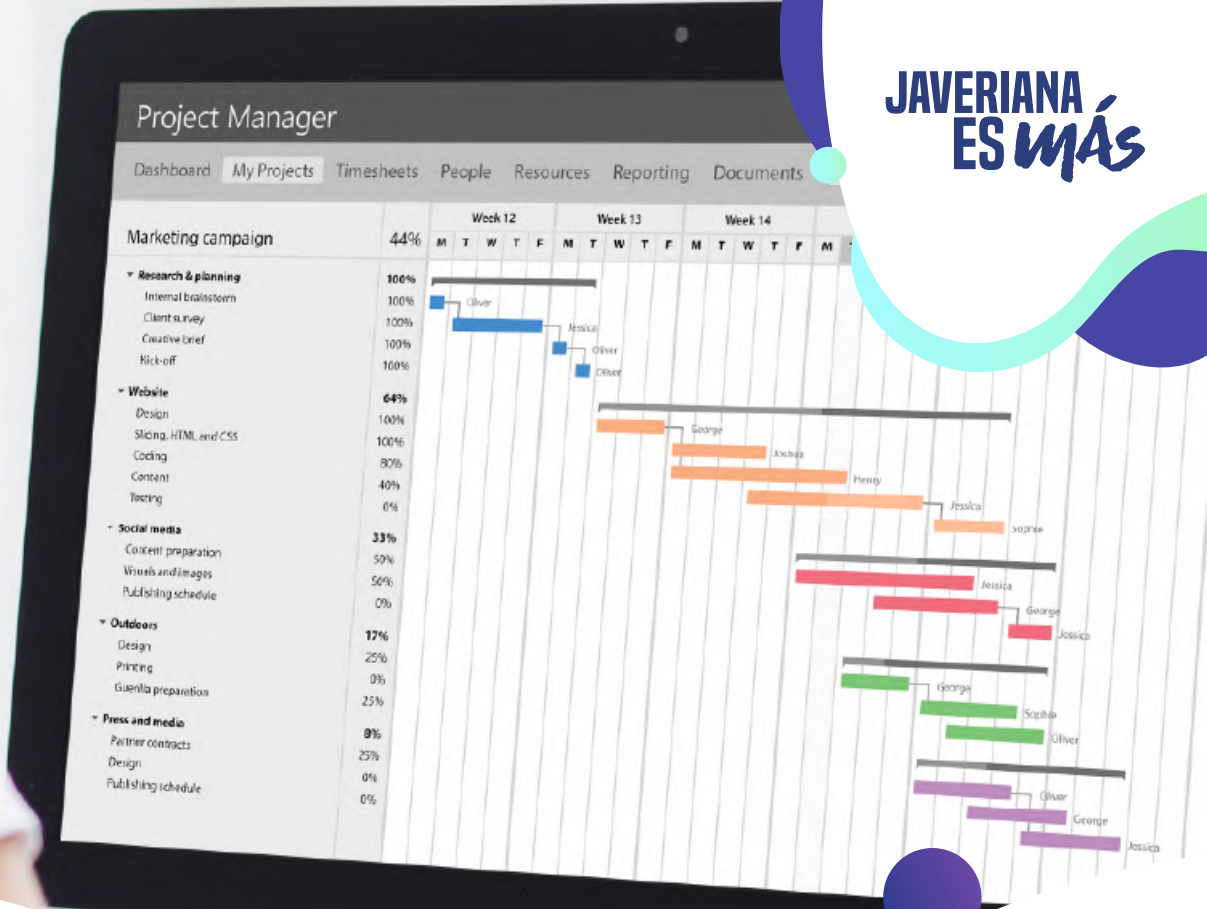 JAVERIANA
ES MÁS
Project Manager
Dashboard My Projects Timesheets People Resources Reporting Documents
Week 12 Week 13 Week 14
Marketing campaign 44% M T W T F M T W T F M T W T F M T
Research & planning 100%
Internal brainstorm 100% Oliver
Client survey 100% Jessica
Creative brief 100% Oliver
Kick-off 100% Oliver
Website 64%
Design 100% George
Slicing, HTML and CSS 100% Joshua
Coding 80% Henry
Content 40% Jessica
Testing 0% Sophie
Social media 33%
Content preparation 50% Jessica
Visuals and images 50% George
Publishing schedule 0% Jessica
Outdoors 17%
Design 25% George
Printing 0% Sophie
Guerilla preparation 25% Oliver
Press and media 8%
Partner contracts 25% Oliver
Design 0% George
Publishing schedule 0% Jessica